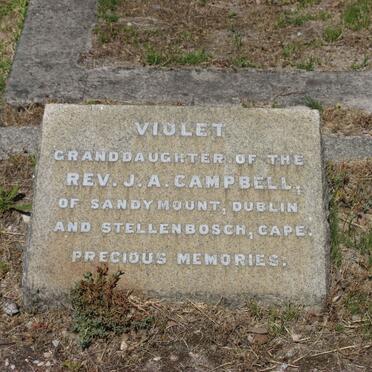 VIOLET
GRANDDAUGHTER OF THE
REV. J. A. CAMPBELL,
OF SANDYMOUNT, DUBLIN
AND STELLENBOSCH, CAPE.
PRECIOUS MEMORIES.